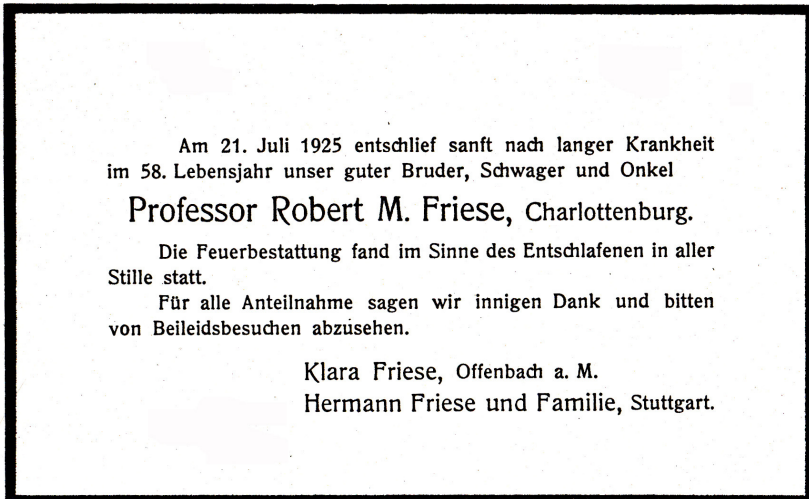 Am 21. Juli 1925 entschlief sanft nach langer Krankheit
im 58. Lebensjahr unser guter Bruder, Schwager und Onkel
Professor Robert M. Friese, Charlottenburg.
Die Feuerbestattung fand im Sinne des Entschlafenen in aller
Stille statt.
Für alle Anteilnahme sagen wir innigen Dank und bitten
von Beileidsbesuchen abzusehen.
Klara Friese, Offenbach a. M.
Hermann Friese und Familie, Stuttgart.